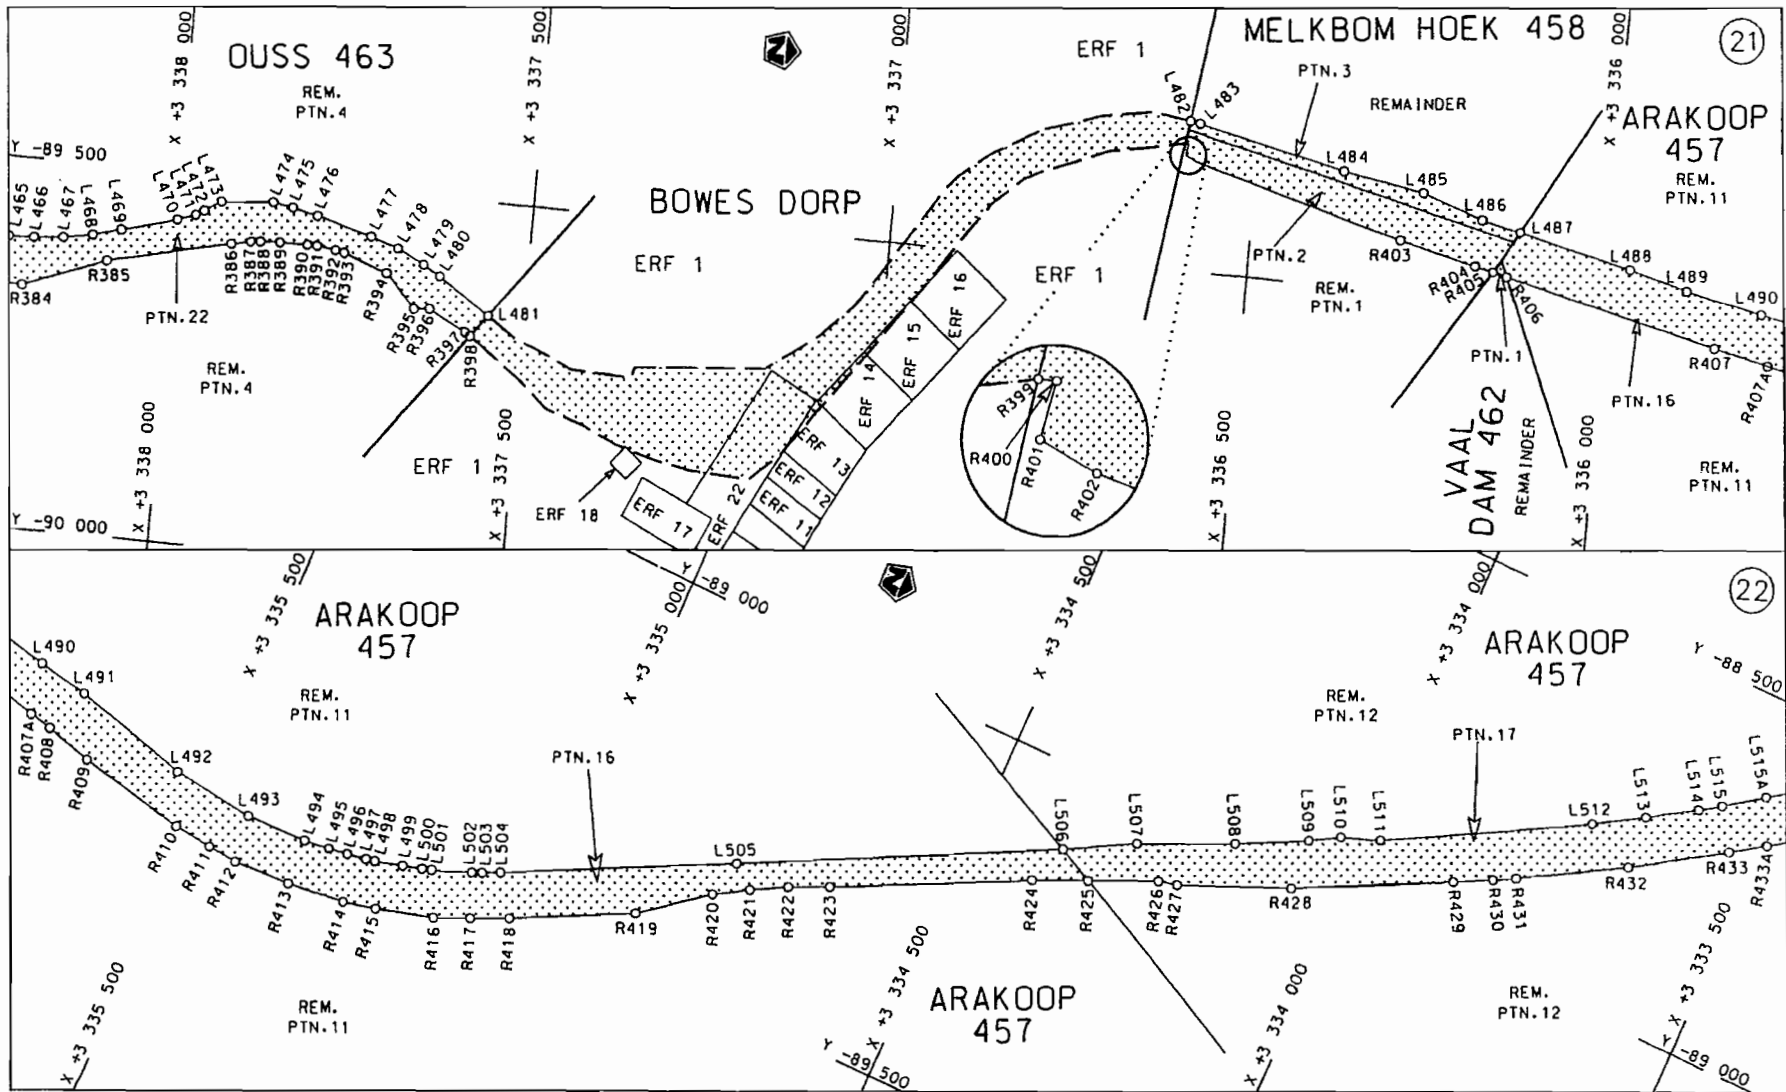 X +3 338 000
OUSS 463
REM.
PTN.4
X +3 337 500
N
X +3 337 000
ERF 1
MELKBOM HOEK 458
PTN.3
REMAINDER
X +3 336 000
21
ARAKOOP
457
REM.
PTN.11
Y -89 500
L465
L466
L467
L468
L469
L470
L471
L472
L473
L474
L475
L476
L477
L478
L479
L480
L481
L482
L483
L484
L485
L486
L487
L488
L489
L490
R384
R385
R386
R387
R388
R389
R390
R391
R392
R393
R394
R395
R396
R397
R398
PTN.22
REM.
PTN.4
BOWES DORP
ERF 1
ERF 1
ERF 1
ERF 16
ERF 15
ERF 14
ERF 13
ERF 12
ERF 11
ERF 22
ERF 17
ERF 18
R399
R400
R401
R402
PTN.2
REM.
PTN.1
R403
R404
R405
R406
R407
R407A
PTN.1
PTN.16
VAAL
DAM 462
REMAINDER
REM.
PTN.11
Y -90 000
X +3 338 000
X +3 337 500
X +3 336 500
X +3 336 000
X +3 335 500
ARAKOOP
457
REM.
PTN.11
X +3 335 000
Y -89 000
N
X +3 334 500
X +3 334 000
ARAKOOP
457
22
Y -88 500
REM.
PTN.12
PTN.16
PTN.17
L490
L491
L492
L493
L494
L495
L496
L497
L498
L499
L500
L501
L502
L503
L504
L505
L506
L507
L508
L509
L510
L511
L512
L513
L514
L515
L515A
R407A
R408
R409
R410
R411
R412
R413
R414
R415
R416
R417
R418
R419
R420
R421
R422
R423
R424
R425
R426
R427
R428
R429
R430
R431
R432
R433
R433A
REM.
PTN.11
ARAKOOP
457
REM.
PTN.12
X +3 335 500
Y -89 500
X +3 334 500
X +3 334 000
X +3 333 500
Y -89 000